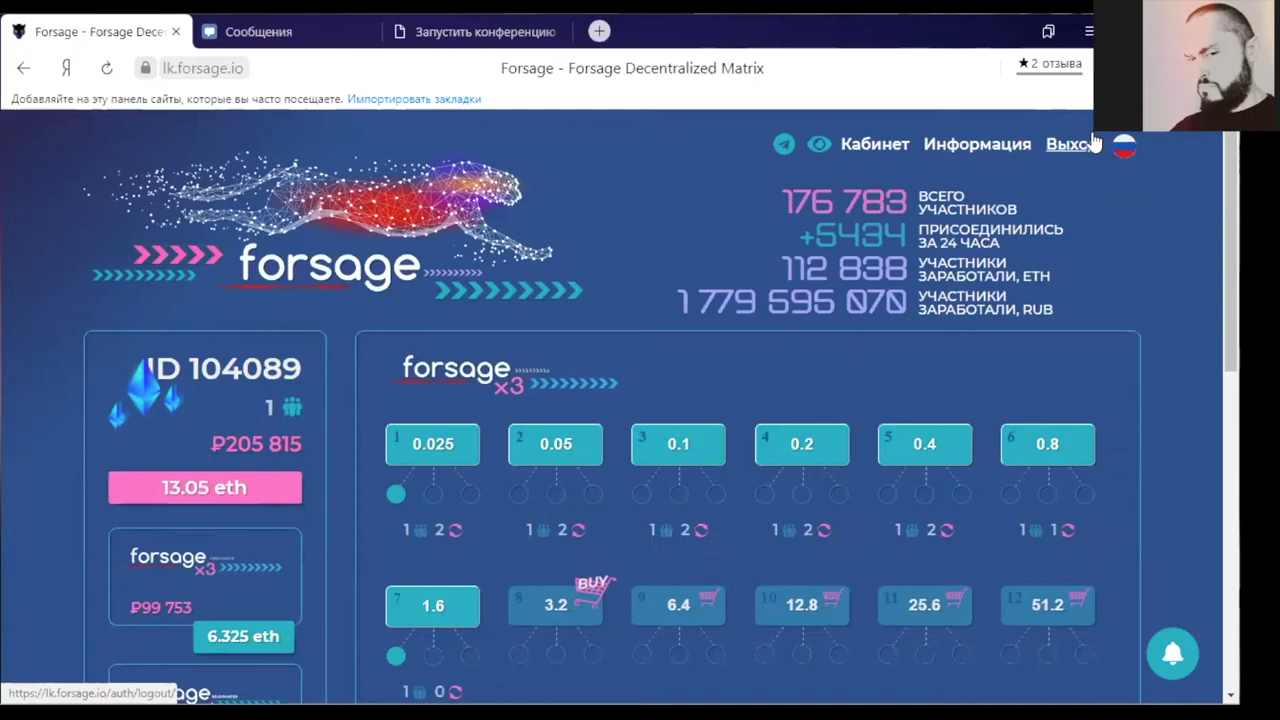 Forsage - Forsage Dece
Сообщения
Запустить конференцию
Я
lk.forsage.io
Forsage - Forsage Decentralized Matrix
★2 отзыва
Добавляйте на эту панель сайты, которые вы часто посещаете. Импортировать закладки
Кабинет Информация Выхо
forsage
176 783 ВСЕГО
УЧАСТНИКОВ
+5434 ПРИСОЕДИНИЛИСЬ
ЗА 24 ЧАСА
112 838 УЧАСТНИКИ
ЗАРАБОТАЛИ, ETH
1 779 595 070 УЧАСТНИКИ
ЗАРАБОТАЛИ, RUB
ID 104089
1
₽205 815
13.05 eth
forsage
x3
₽99 753
6.325 eth
age
forsage
x3
1 0.025 2 0.05 3 0.1 4 0.2 5 0.4 6 0.8
1 2 1 2 1 2 1 2 1 2 1 1
BUY
7 1.6 8 3.2 9 6.4 10 12.8 11 25.6 12 51.2
1 0
https://lk.forsage.io/auth/logout/